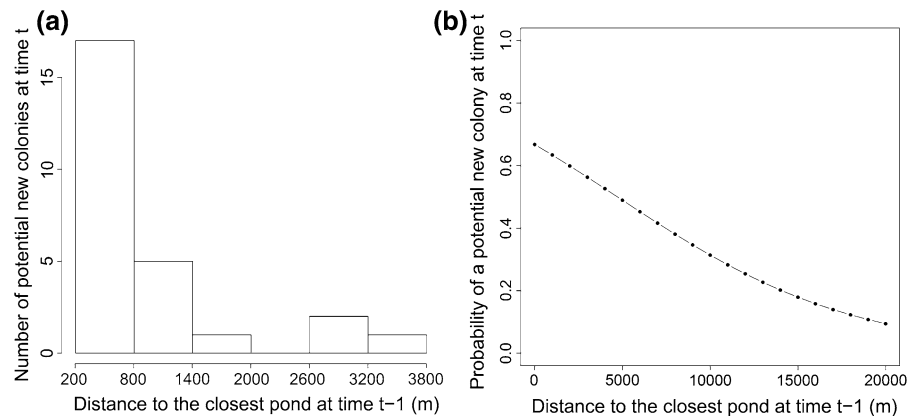 (a)
Number of potential new colonies at time t
15
10
5
0
200 800 1400 2000 2600 3200 3800
Distance to the closest pond at time t−1 (m)
(b)
Probability of a potential new colony at time t
1.0
0.8
0.6
0.4
0.2
0.0
0 5000 10000 15000 20000
Distance to the closest pond at time t−1 (m)